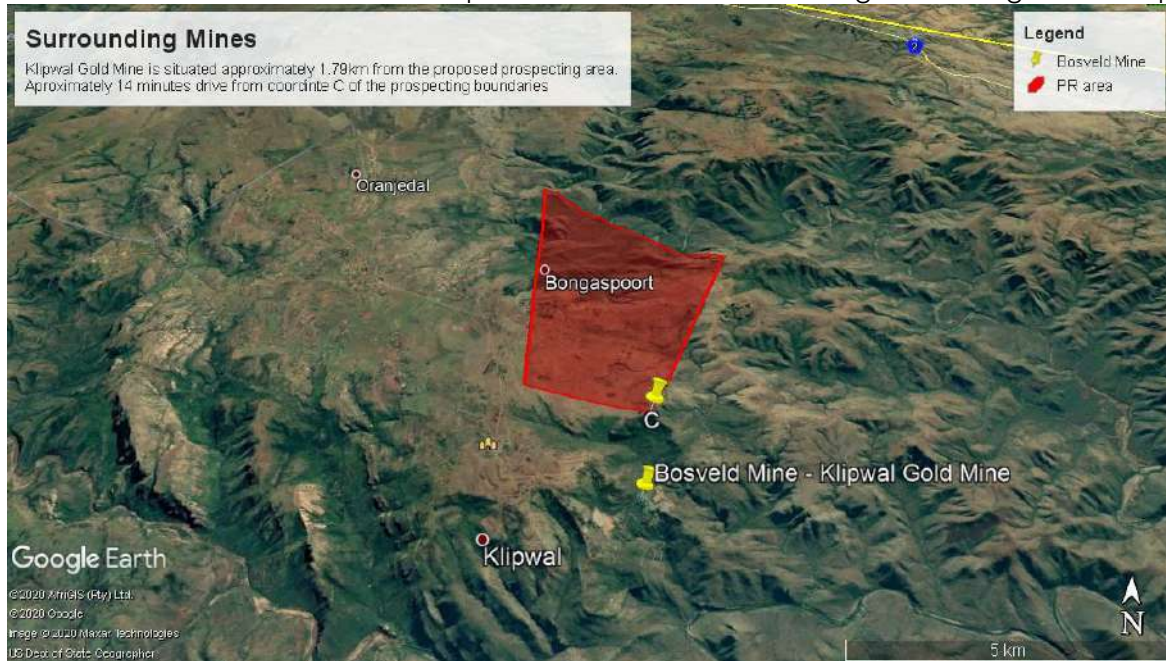 Surrounding Mines
Klipwal Gold Mine is situated approximately 1.79km from the proposed prospecting area.
Aproximately 14 minutes drive from coordinte C of the prospecting boundaries
Legend
Bosveld Mine
PR area
2
Oranjedal
Bongaspoort
C
Bosveld Mine - Klipwal Gold Mine
Klipwal
Google Earth
© 2020 AfriGIS (Pty) Ltd.
© 2020 Google
Image © 2020 Maxar Technologies
US Dept of State Geographer
N
5 km